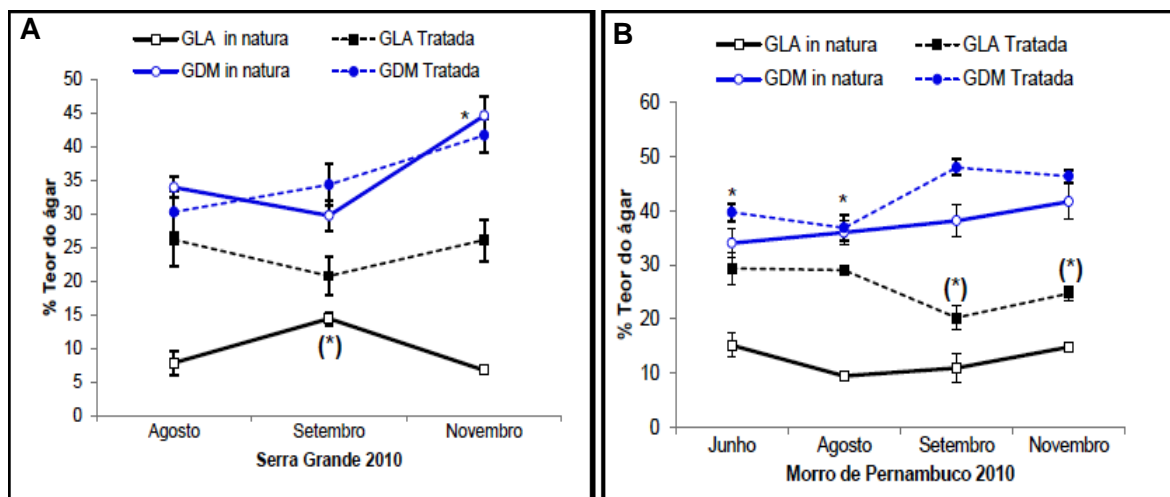 A
GLA in natura
GLA Tratada
GDM in natura
GDM Tratada
% Teor do ágar
50
45
40
35
30
25
20
15
10
5
0
*
(*)
Agosto
Setembro
Novembro
Serra Grande 2010
B
GLA in natura
GLA Tratada
GDM in natura
GDM Tratada
% Teor do ágar
60
50
40
30
20
10
0
*
*
(*)
(*)
Junho
Agosto
Setembro
Novembro
Morro de Pernambuco 2010